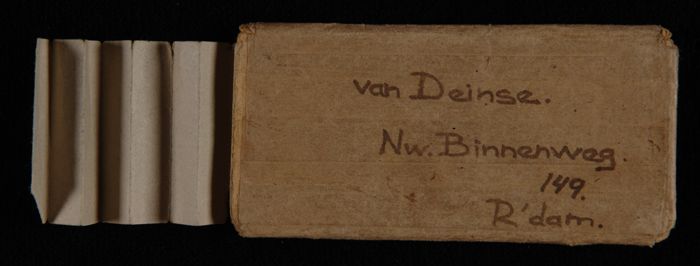 van Deinse.
Nw. Binnenweg.
149.
R'dam.